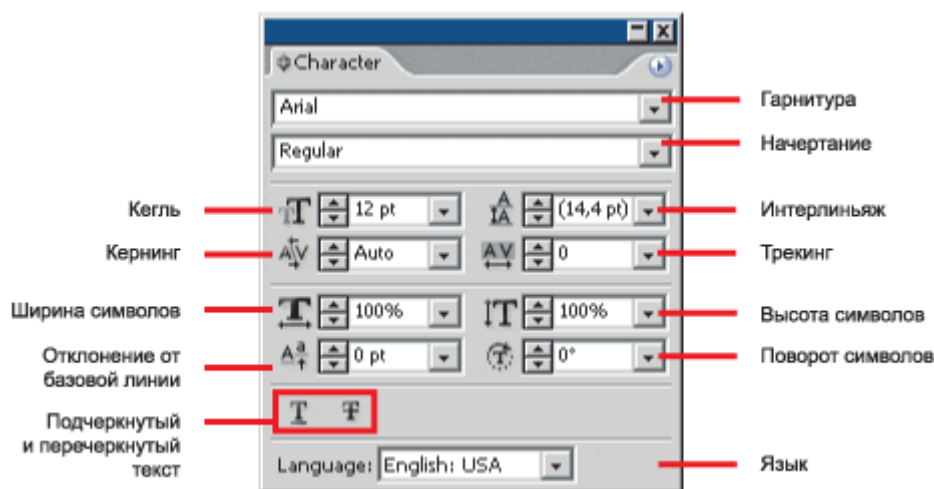 Character
Arial
Гарнитура
Regular
Начертание
Кегль
12 pt
(14,4 pt)
Интерлиньяж
Кернинг
Auto
0
Трекинг
Ширина символов
100%
100%
Высота символов
Отклонение от
базовой линии
0 pt
0°
Поворот символов
Подчеркнутый
и перечеркнутый
текст
Language: English: USA
Язык